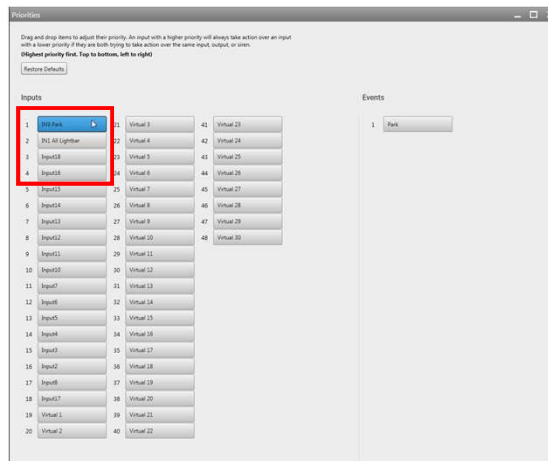 Priorities
Drag and drop items to adjust their priority. An input with a higher priority will always take action over an input
with a lower priority if they are both trying to take action over the same input, output, or siren.
(Highest priority first. Top to bottom, left to right)
Restore Defaults
Inputs
1 IN9 Park
2 IN1 All Lightbar
3 Input18
4 Input16
5 Input15
6 Input14
7 Input13
8 Input12
9 Input11
10 Input10
11 Input7
12 Input6
13 Input5
14 Input4
15 Input3
16 Input2
17 Input8
18 Input17
19 Virtual 1
20 Virtual 2
21 Virtual 3
22 Virtual 4
23 Virtual 5
24 Virtual 6
25 Virtual 7
26 Virtual 8
27 Virtual 9
28 Virtual 10
29 Virtual 11
30 Virtual 12
31 Virtual 13
32 Virtual 14
33 Virtual 15
34 Virtual 16
35 Virtual 17
36 Virtual 18
37 Virtual 19
38 Virtual 20
39 Virtual 21
40 Virtual 22
41 Virtual 23
42 Virtual 24
43 Virtual 25
44 Virtual 26
45 Virtual 27
46 Virtual 28
47 Virtual 29
48 Virtual 30
Events
1 Park